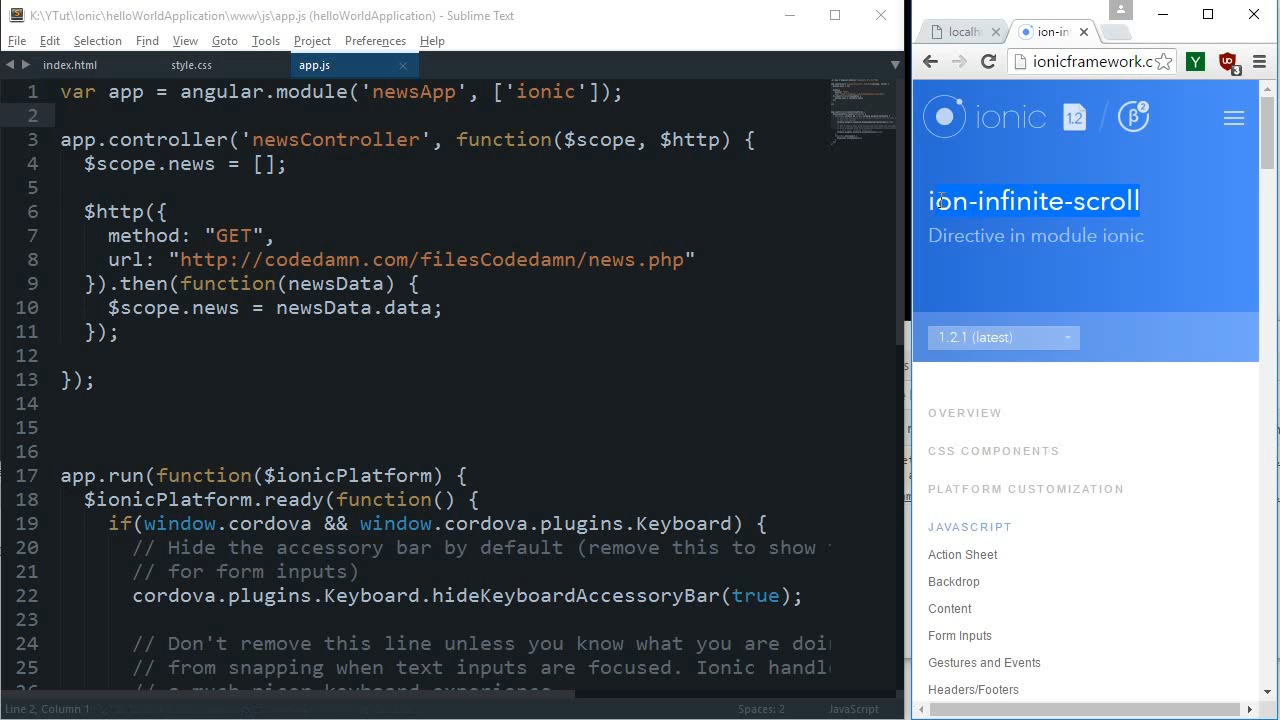 K:\YTut\Ionic\helloWorldApplication\www\js\app.js (helloWorldApplication) - Sublime Text
File Edit Selection Find View Goto Tools Project Preferences Help
index.html style.css app.js
1 var app = angular.module('newsApp', ['ionic']);
2
3 app.controller('newsController', function($scope, $http) {
4 $scope.news = [];
5
6 $http({
7 method: "GET",
8 url: "http://codedamn.com/filesCodedamn/news.php"
9 }).then(function(newsData) {
10 $scope.news = newsData.data;
11 });
12
13 });
14
15
16
17 app.run(function($ionicPlatform) {
18 $ionicPlatform.ready(function() {
19 if(window.cordova && window.cordova.plugins.Keyboard) {
20 // Hide the accessory bar by default (remove this to show
21 // for form inputs)
22 cordova.plugins.Keyboard.hideKeyboardAccessoryBar(true);
23
24 // Don't remove this line unless you know what you are doi
25 // from snapping when text inputs are focused. Ionic handl
26 // a much nicer keyboard experience
Line 2, Column 1 Spaces: 2 JavaScript
localh ion-in
ionicframework.c Y 3
ionic 1.2 β 2
ion-infinite-scroll
Directive in module ionic
1.2.1 (latest)
OVERVIEW
CSS COMPONENTS
PLATFORM CUSTOMIZATION
JAVASCRIPT
Action Sheet
Backdrop
Content
Form Inputs
Gestures and Events
Headers/Footers